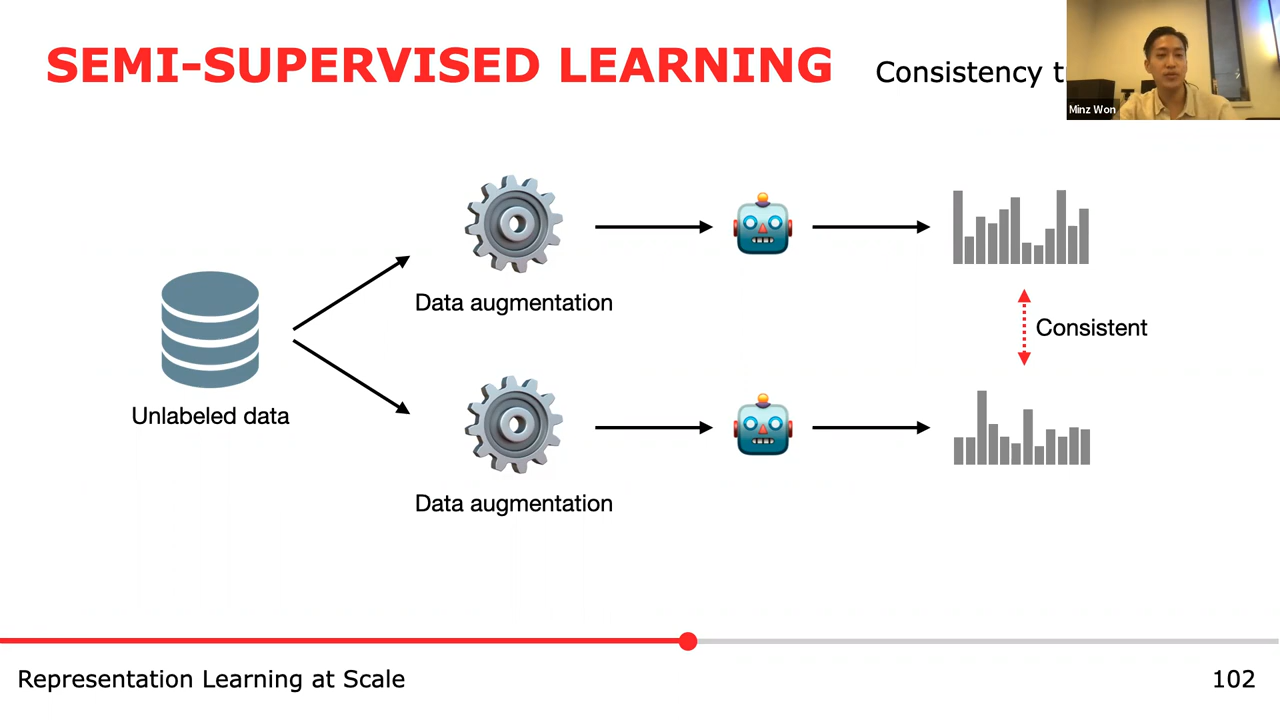 SEMI-SUPERVISED LEARNING
Consistency
Minz Won
Data augmentation
Consistent
Unlabeled data
Data augmentation
Representation Learning at Scale
102